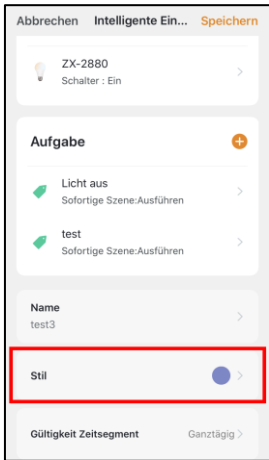 Abbrechen Intelligente Ein... Speichern
ZX-2880
Schalter : Ein
Aufgabe
Licht aus
Sofortige Szene:Ausführen
test
Sofortige Szene:Ausführen
Name
test3
Stil
Gültigkeit Zeitsegment Ganztägig